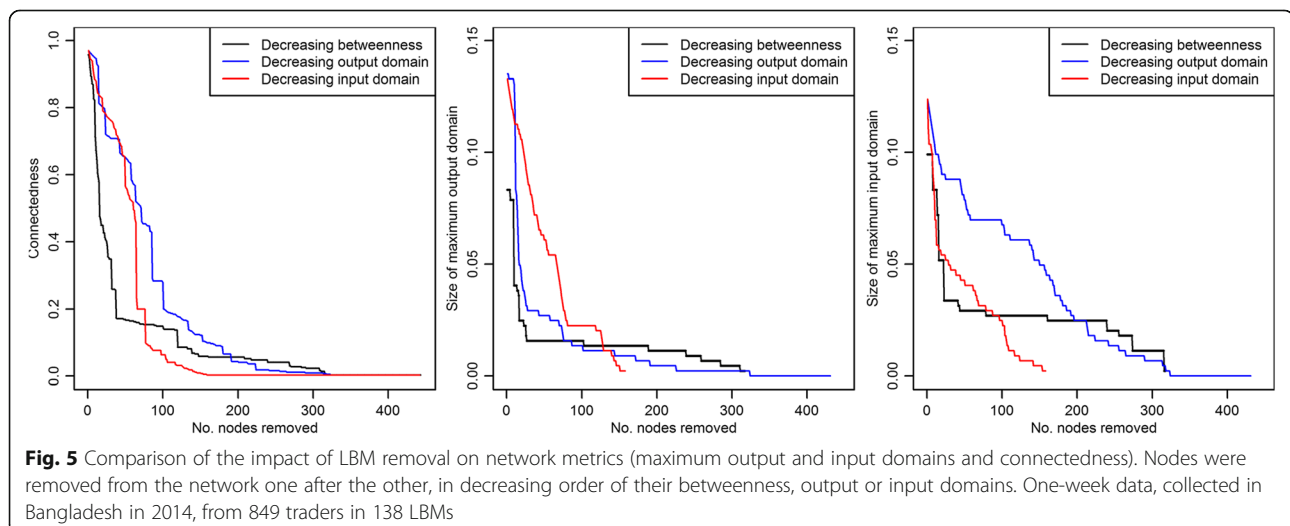 1.0
0.8
0.6
0.4
0.2
0.0
Connectedness
0
100
200
300
400
No. nodes removed
Decreasing betweenness
Decreasing output domain
Decreasing input domain
0.15
0.10
0.05
0.00
Size of maximum output domain
0
100
200
300
400
No. nodes removed
Decreasing betweenness
Decreasing output domain
Decreasing input domain
0.15
0.10
0.05
0.00
Size of maximum input domain
0
100
200
300
400
No. nodes removed
Decreasing betweenness
Decreasing output domain
Decreasing input domain
Fig. 5 Comparison of the impact of LBM removal on network metrics (maximum output and input domains and connectedness). Nodes were
removed from the network one after the other, in decreasing order of their betweenness, output or input domains. One-week data, collected in
Bangladesh in 2014, from 849 traders in 138 LBMs